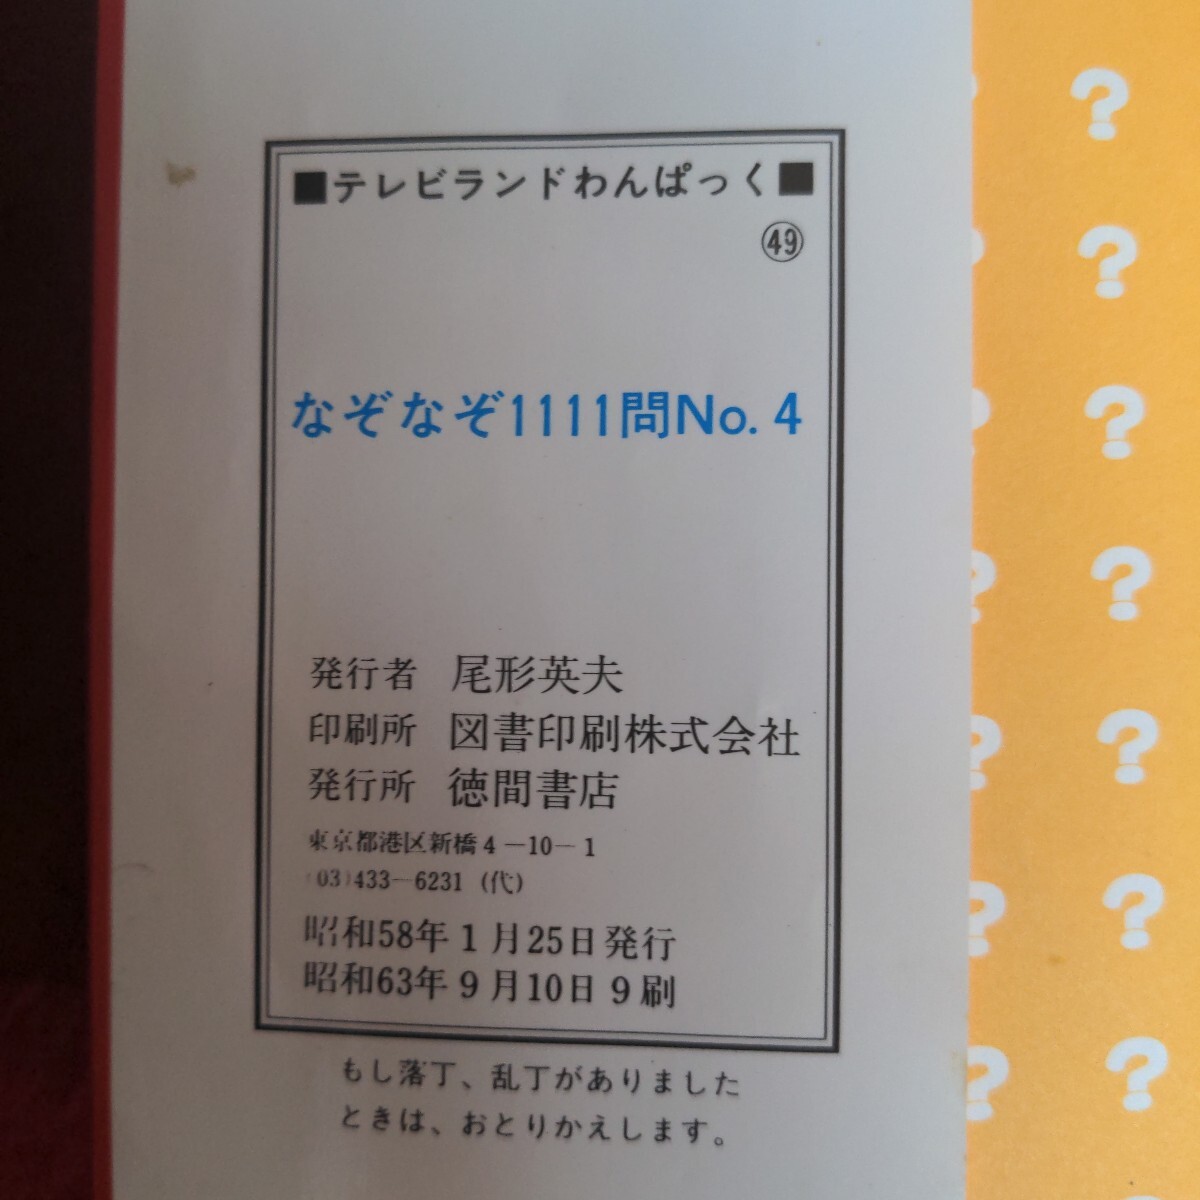 ■テレビランドわんぱっく■
㊾
なぞなぞ1111問No. 4
発行者 尾形英夫
印刷所 図書印刷株式会社
発行所 徳間書店
東京都港区新橋4－10－1
(03)433－6231 (代)
昭和58年1月25日発行
昭和63年9月10日9刷
もし落丁、乱丁がありました
ときは、おとりかえします。